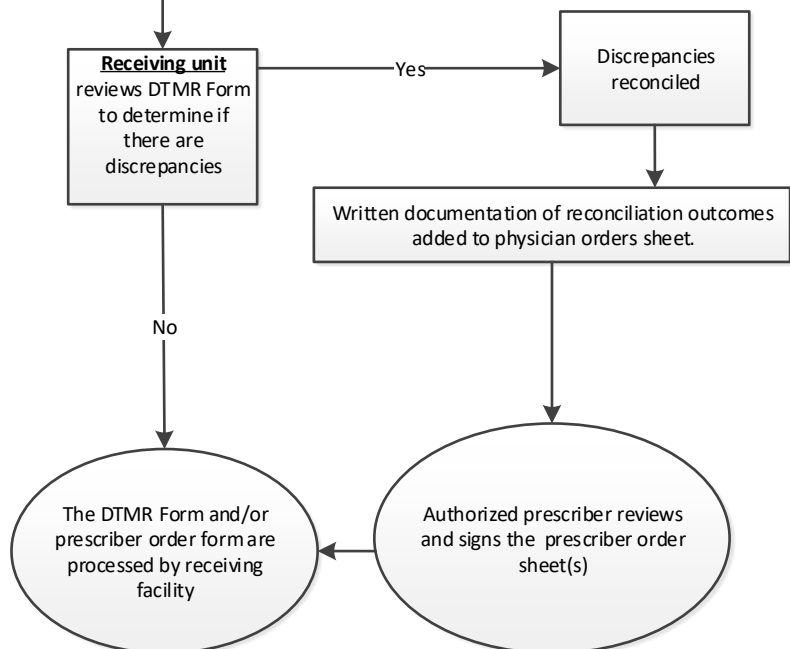 Receiving unit
reviews DTMR Form
to determine if
there are
discrepancies
Yes
Discrepancies
reconciled
Written documentation of reconciliation outcomes
added to physician orders sheet.
No
The DTMR Form and/or
prescriber order form are
processed by receiving
facility
Authorized prescriber reviews
and signs the prescriber order
sheet(s)